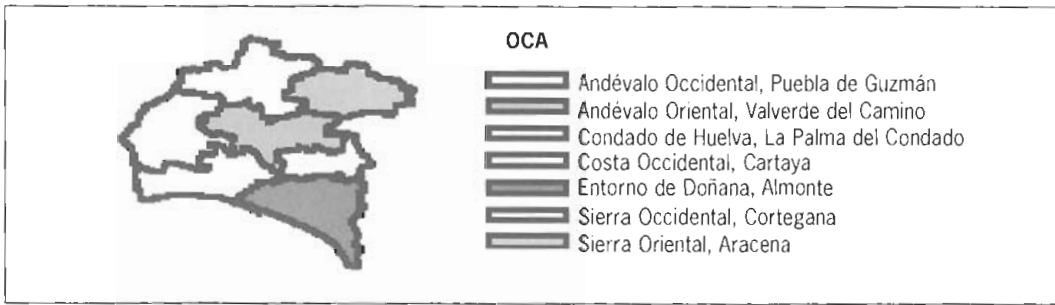 OCA
Andévalo Occidental, Puebla de Guzmán
Andévalo Oriental, Valverde del Camino
Condado de Huelva, La Palma del Condado
Costa Occidental, Cartaya
Entorno de Doñana, Almonte
Sierra Occidental, Cortegana
Sierra Oriental, Aracena